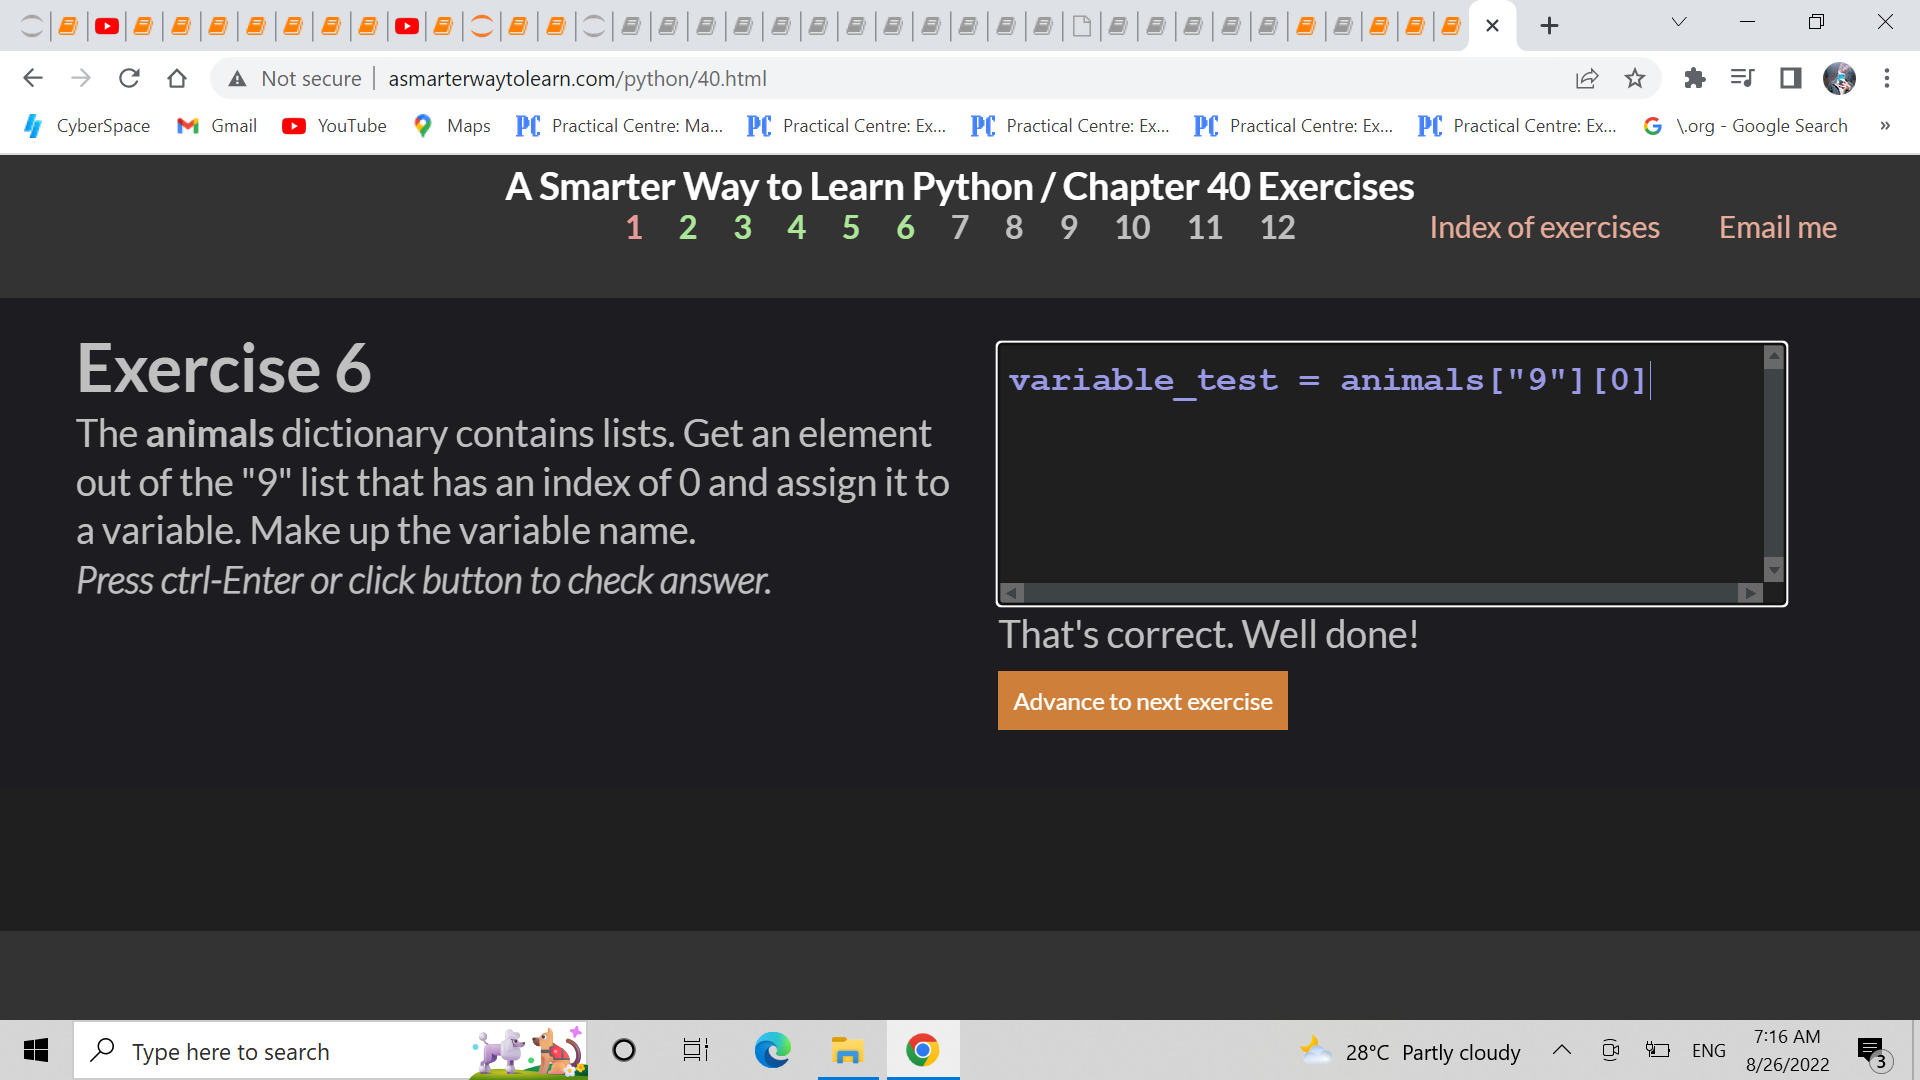 Not secure
asmarterwaytolearn.com/python/40.html
CyberSpace
Gmail
YouTube
Maps
Practical Centre: Ma...
Practical Centre: Ex...
Practical Centre: Ex...
Practical Centre: Ex...
Practical Centre: Ex...
\.org - Google Search
»
A Smarter Way to Learn Python / Chapter 40 Exercises
1 2 3 4 5 6 7 8 9 10 11 12
Index of exercises
Email me
Exercise 6
The animals dictionary contains lists. Get an element
out of the "9" list that has an index of 0 and assign it to
a variable. Make up the variable name.
Press ctrl-Enter or click button to check answer.
variable_test = animals["9"][0]
That's correct. Well done!
Advance to next exercise
Type here to search
28°C Partly cloudy
ENG
7:16 AM
8/26/2022
3